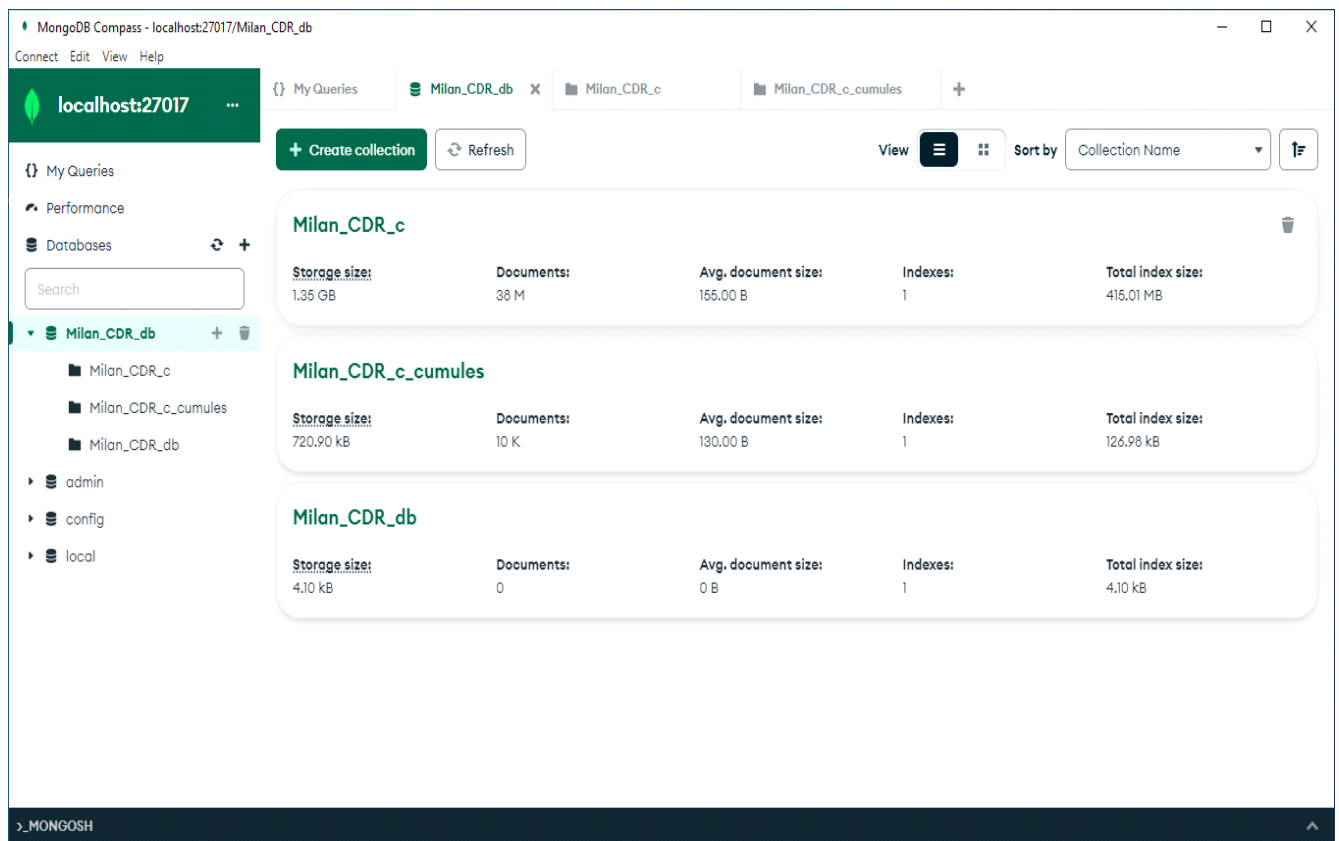 MongoDB Compass - localhost:27017/Milan_CDR_db
Connect Edit View Help
localhost:27017 ...
{} My Queries
Performance
Databases
Search
Milan_CDR_db
Milan_CDR_c
Milan_CDR_c_cumules
Milan_CDR_db
admin
config
local
{} My Queries Milan_CDR_db Milan_CDR_c Milan_CDR_c_cumules
Create collection Refresh View Sort by Collection Name
Milan_CDR_c
Storage size: Documents: Avg. document size: Indexes: Total index size:
1.35 GB 38 M 155.00 B 1 415.01 MB
Milan_CDR_c_cumules
Storage size: Documents: Avg. document size: Indexes: Total index size:
720.90 kB 10 K 130.00 B 1 126.98 kB
Milan_CDR_db
Storage size: Documents: Avg. document size: Indexes: Total index size:
4.10 kB 0 0 B 1 4.10 kB
>_MONGOSH